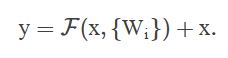 y = ℱ(x, {Wᵢ}) + x.